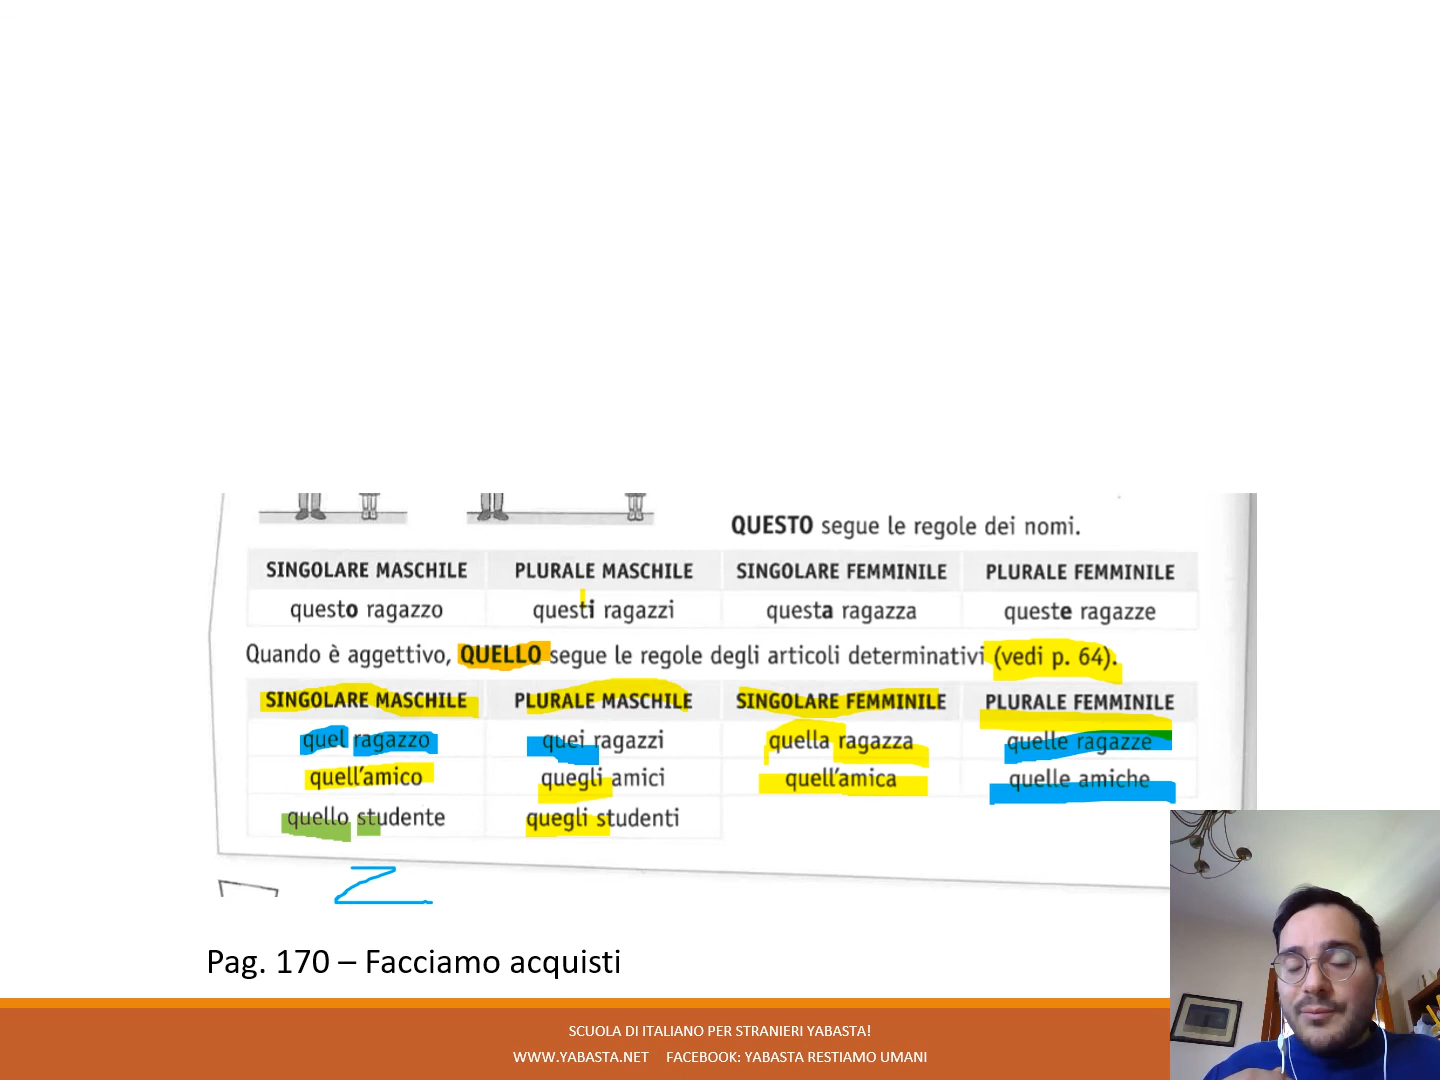 QUESTO segue le regole dei nomi.
SINGOLARE MASCHILE PLURALE MASCHILE SINGOLARE FEMMINILE PLURALE FEMMINILE
questo ragazzo questi ragazzi questa ragazza queste ragazze
Quando è aggettivo, QUELLO segue le regole degli articoli determinativi (vedi p. 64).
SINGOLARE MASCHILE PLURALE MASCHILE SINGOLARE FEMMINILE PLURALE FEMMINILE
quel ragazzo quei ragazzi quella ragazza quelle ragazze
quell'amico quegli amici quell'amica quelle amiche
quello studente quegli studenti
Z
Pag. 170 – Facciamo acquisti
SCUOLA DI ITALIANO PER STRANIERI YABASTA!
WWW.YABASTA.NET FACEBOOK: YABASTA RESTIAMO UMANI